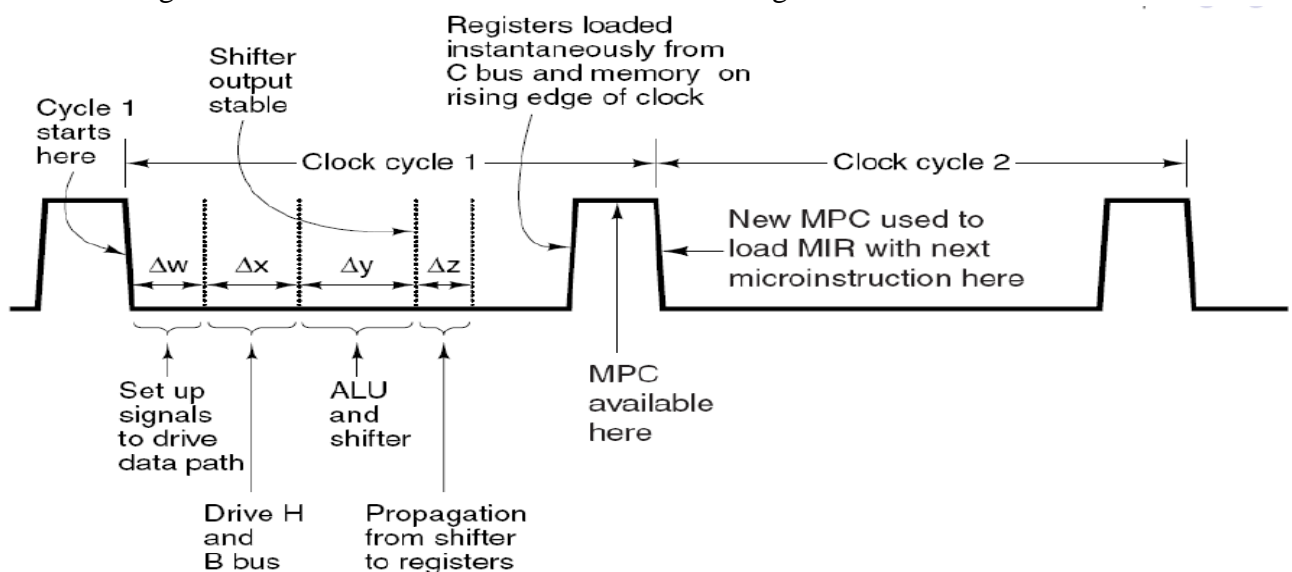 Registers loaded
instantaneously from
C bus and memory on
rising edge of clock
Shifter
output
stable
Cycle 1
starts
here
Clock cycle 1
Clock cycle 2
New MPC used to
load MIR with next
microinstruction here
Δw
Δx
Δy
Δz
MPC
available
here
Set up
signals
to drive
data path
ALU
and
shifter
Drive H
and
B bus
Propagation
from shifter
to registers